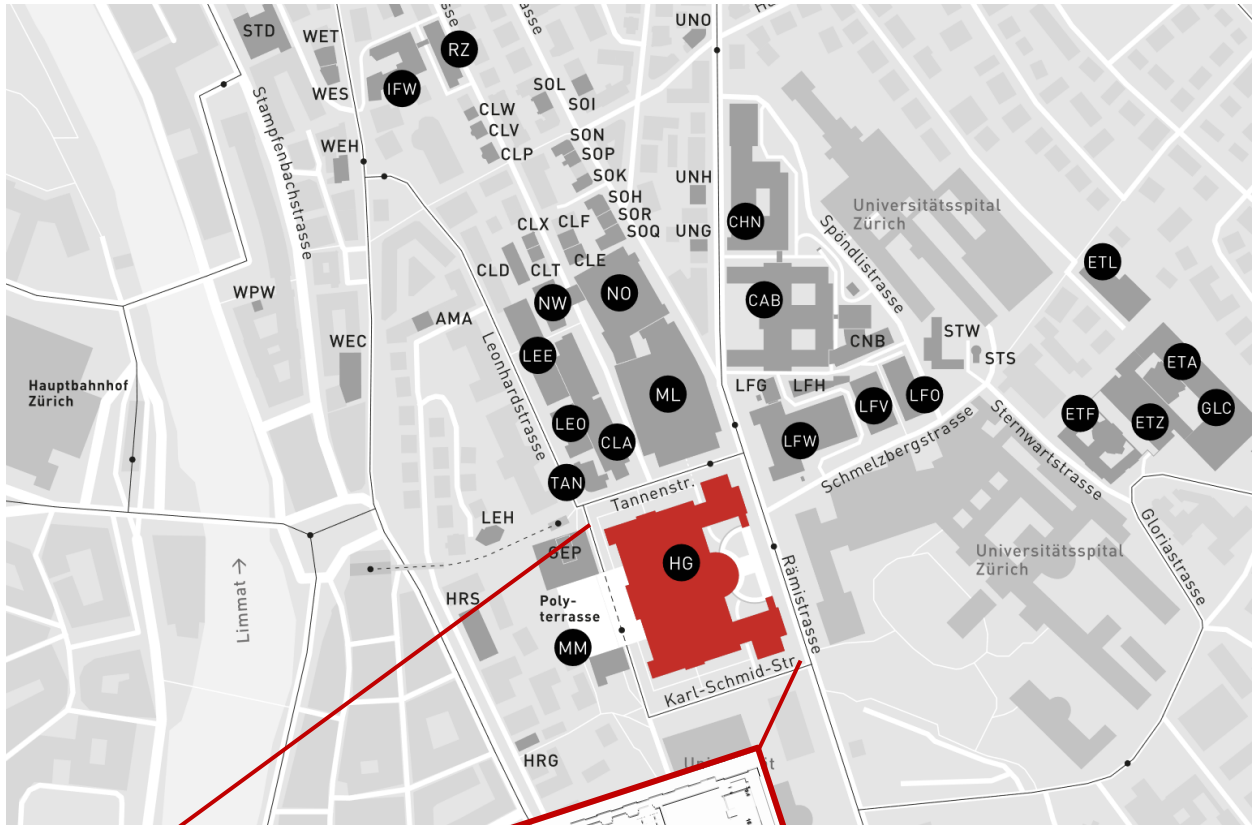 STD
WET
WES
IFW
RZ
UNO
SOL
SOI
CLW
CLV
CLP
SON
SOP
SOK
SOH
SOR
SOQ
WEH
Stampfenbachstrasse
UNH
UNG
CHN
Universitätsspital
Zürich
Spöndlistrasse
ETL
CLX
CLF
CLE
CLD
CLT
NW
NO
CAB
WPW
AMA
WEC
Leonhardstrasse
LEE
CNB
STW
STS
ETA
Hauptbahnhof
Zürich
ML
LFG
LFH
LFV
LFO
GLC
ETF
ETZ
LEO
CLA
LFW
Schmelzbergstrasse
Sternwartstrasse
TAN
Tannenstr.
LEH
GEP
HG
Universitätsspital
Zürich
Gloriastrasse
Limmat →
HRS
Poly-
terrasse
MM
Rämistrasse
Karl-Schmid-Str.
HRG